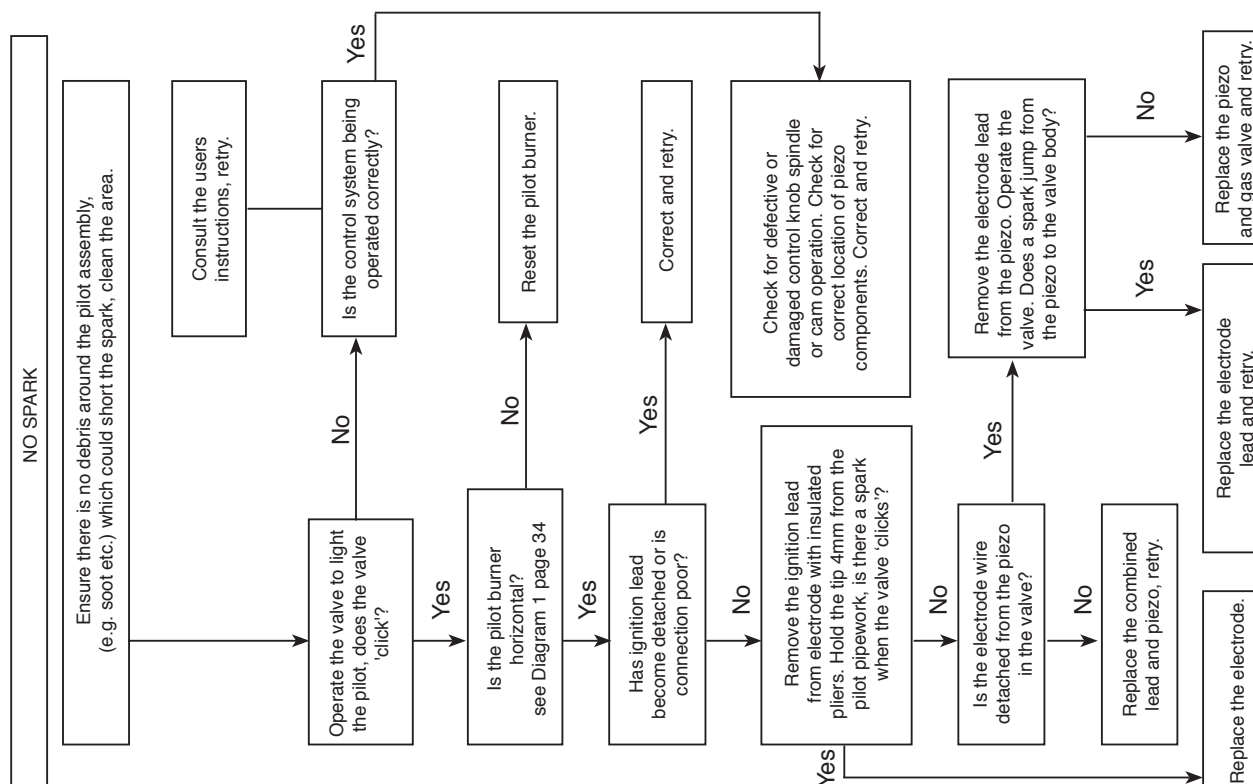 NO SPARK
Ensure there is no debris around the pilot assembly,
(e.g. soot etc.) which could short the spark, clean the area.
Consult the users
instructions, retry.
Operate the valve to light
the pilot, does the valve
'click'?
No
Is the control system being
operated correctly?
Yes
Yes
Is the pilot burner
horizontal?
see Diagram 1 page 34
No
Reset the pilot burner.
Yes
Has ignition lead
become detached or is
connection poor?
Yes
Correct and retry.
No
Remove the ignition lead
from electrode with insulated
pliers. Hold the tip 4mm from the
pilot pipework, is there a spark
when the valve ‘clicks’?
Check for defective or
damaged control knob spindle
or cam operation. Check for
correct location of piezo
components. Correct and retry.
Yes
No
Is the electrode wire
detached from the piezo
in the valve?
Yes
Remove the electrode lead
from the piezo. Operate the
valve. Does a spark jump from
the piezo to the valve body?
No
Replace the combined
lead and piezo, retry.
Yes
No
Replace the electrode.
Replace the electrode
lead and retry.
Replace the piezo
and gas valve and retry.